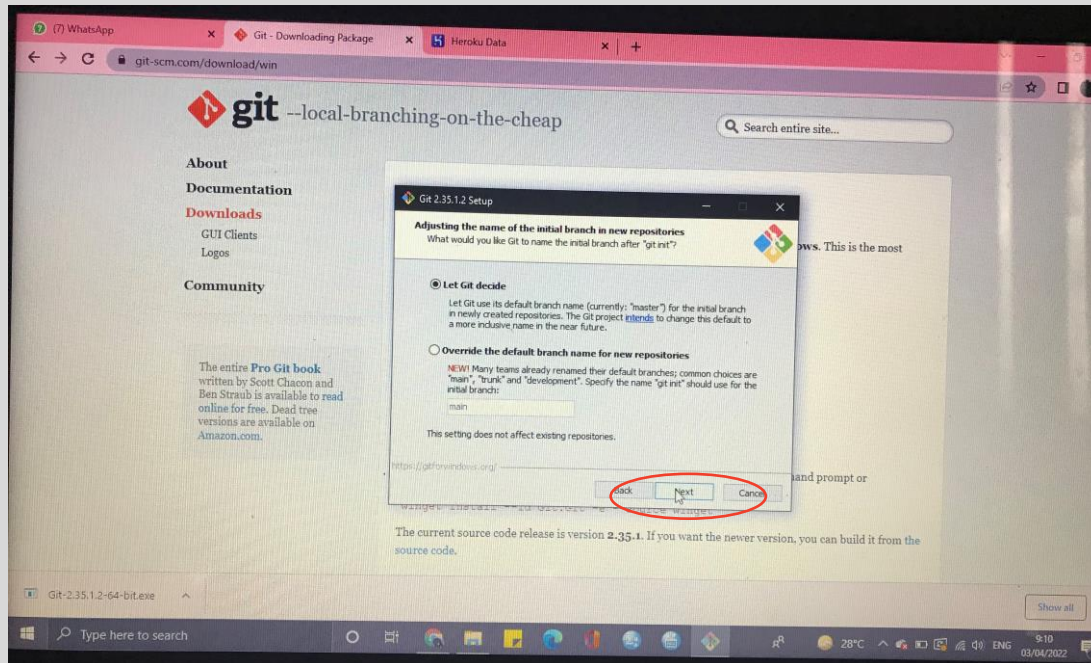 (7) WhatsApp
Git - Downloading Package
Heroku Data
git-scm.com/download/win
git --local-branching-on-the-cheap
Search entire site...
About
Documentation
Downloads
GUI Clients
Logos
Community
The entire Pro Git book
written by Scott Chacon and
Ben Straub is available to read
online for free. Dead tree
versions are available on
Amazon.com.
Git 2.35.1.2 Setup
Adjusting the name of the initial branch in new repositories
What would you like Git to name the initial branch after "git init"?
Let Git decide
Let Git use its default branch name (currently: "master") for the initial branch
in newly created repositories. The Git project intends to change this default to
a more inclusive name in the near future.
Override the default branch name for new repositories
NEW! Many teams already renamed their default branches; common choices are
"main", "trunk" and "development". Specify the name "git init" should use for the
initial branch:
main
This setting does not affect existing repositories.
https://gitforwindows.org/
Back Next Cancel
ows. This is the most
and prompt or
winget install --id Git.Git -e --source winget
The current source code release is version 2.35.1. If you want the newer version, you can build it from the
source code.
Git-2.35.1.2-64-bit.exe
Show all
Type here to search
28°C
ENG
9:10
03/04/2022